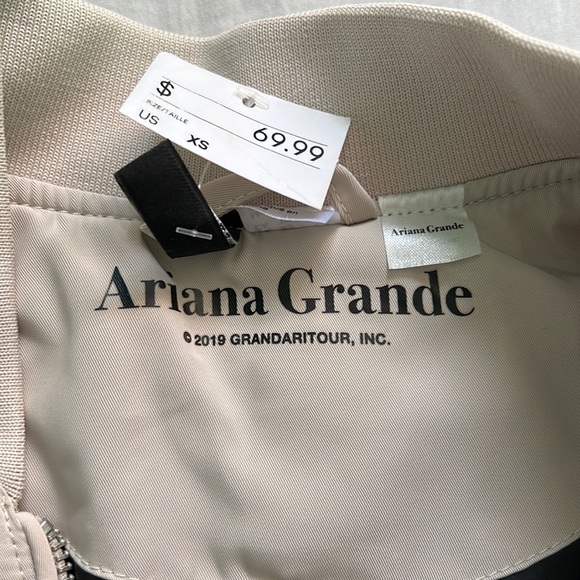 $
SIZE/TAILLE
69.99
US
XS
Ariana Grande
Ariana Grande
© 2019 GRANDARITOUR, INC.